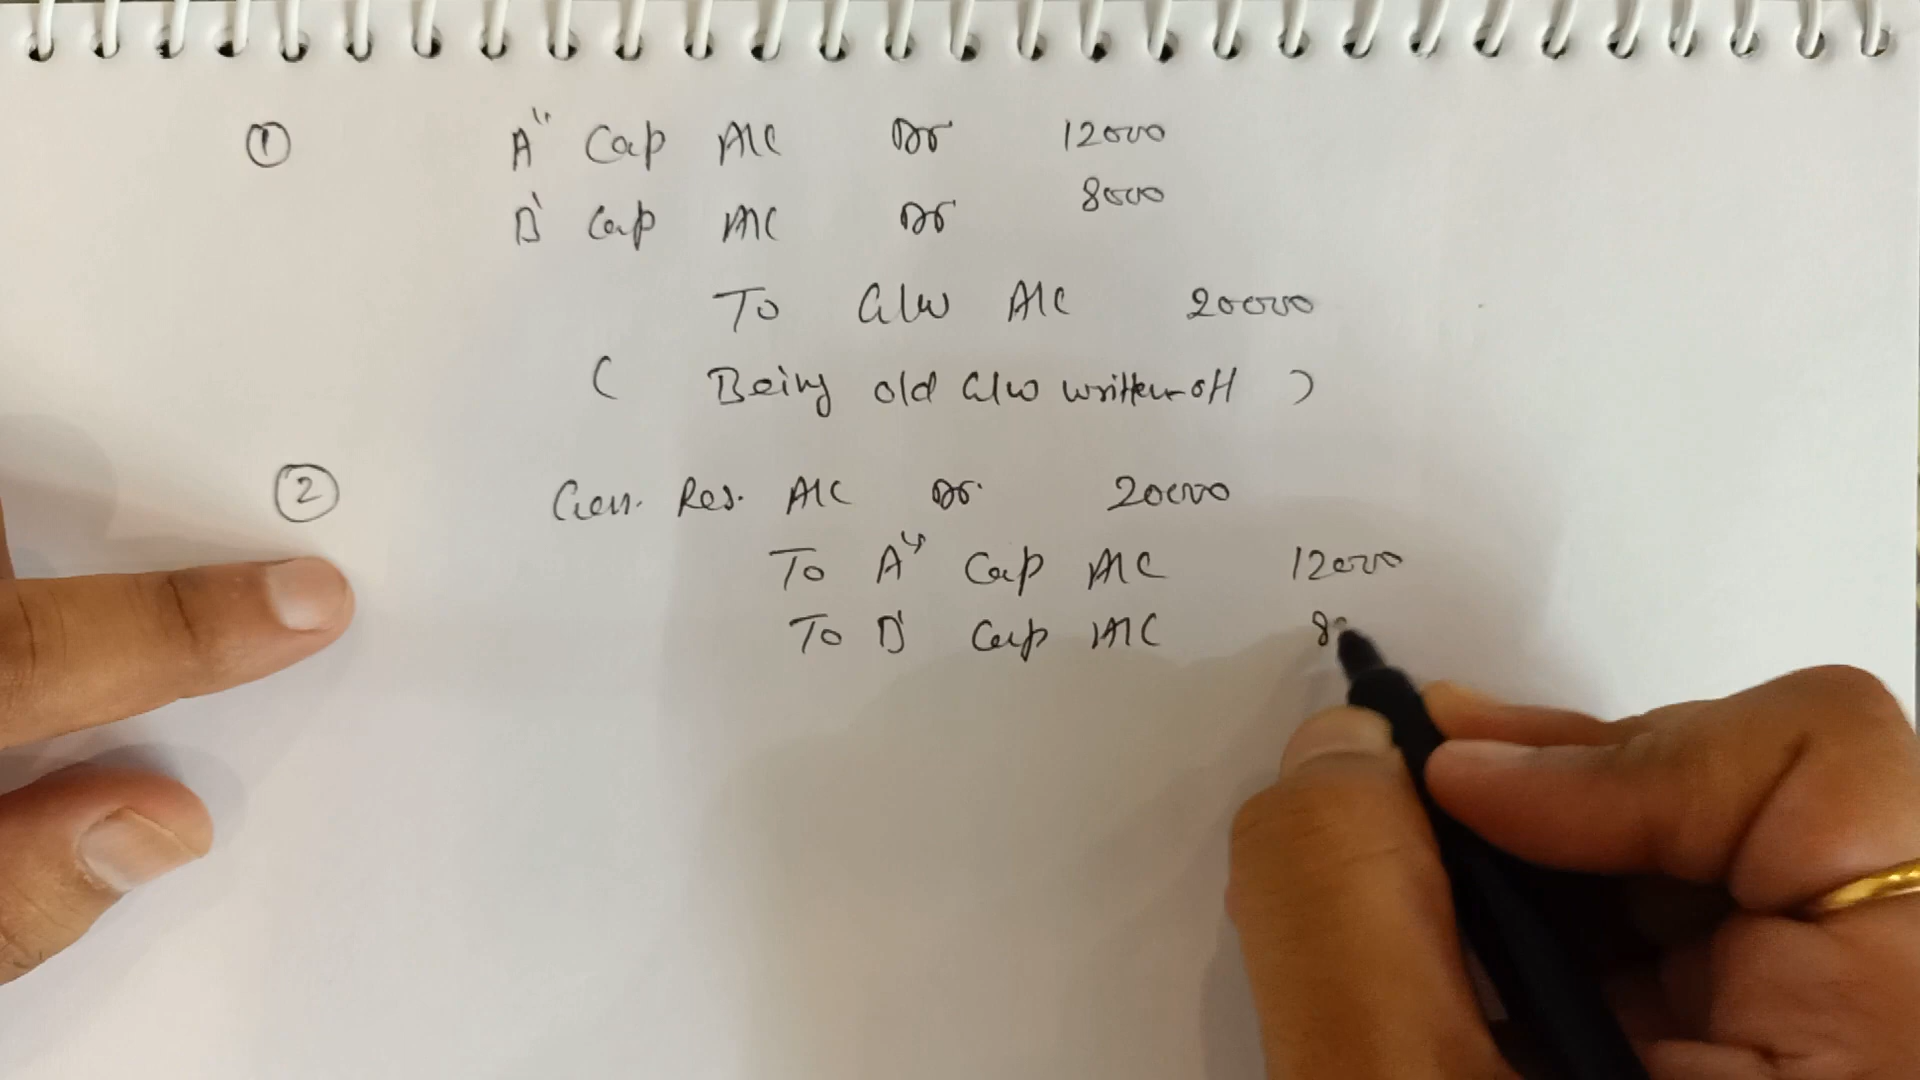 ① A's Cap A/c Dr 12000
B' Cap A/c Dr 8000
To G/w A/c 20000
( Being old G/w written off )
② Gen. Res. A/c Dr. 20000
To A's Cap A/c 12000
To B' Cap A/c 80